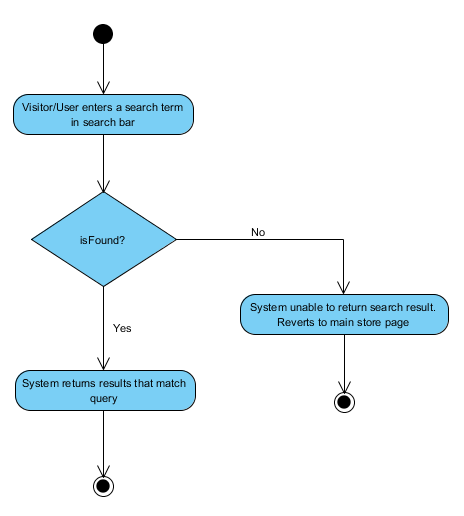 Visitor/User enters a search term
in search bar
isFound?
No
System unable to return search result.
Reverts to main store page
Yes
System returns results that match
query